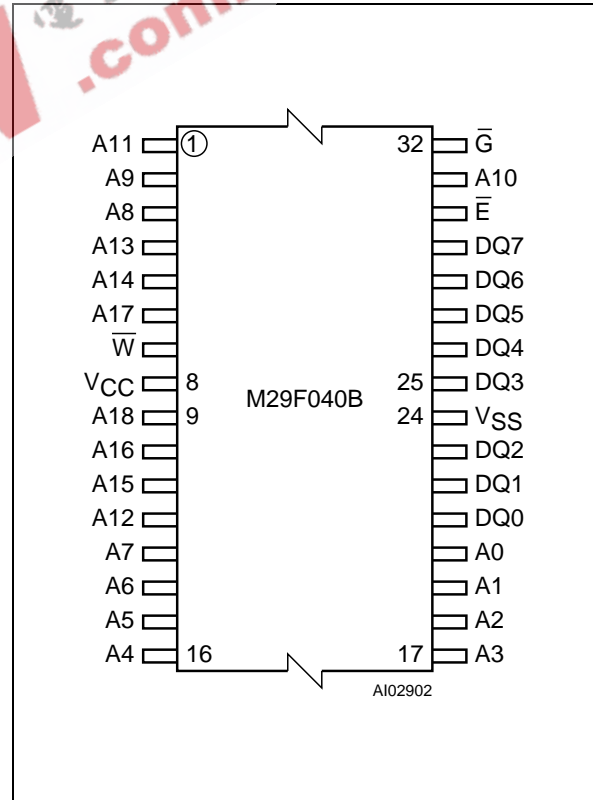 .com
A11 1 32 G̅
A9 A10
A8 E̅
A13 DQ7
A14 DQ6
A17 DQ5
W̅ DQ4
VCC 8 25 DQ3
M29F040B
A18 9 24 VSS
A16 DQ2
A15 DQ1
A12 DQ0
A7 A0
A6 A1
A5 A2
A4 16 17 A3
AI02902